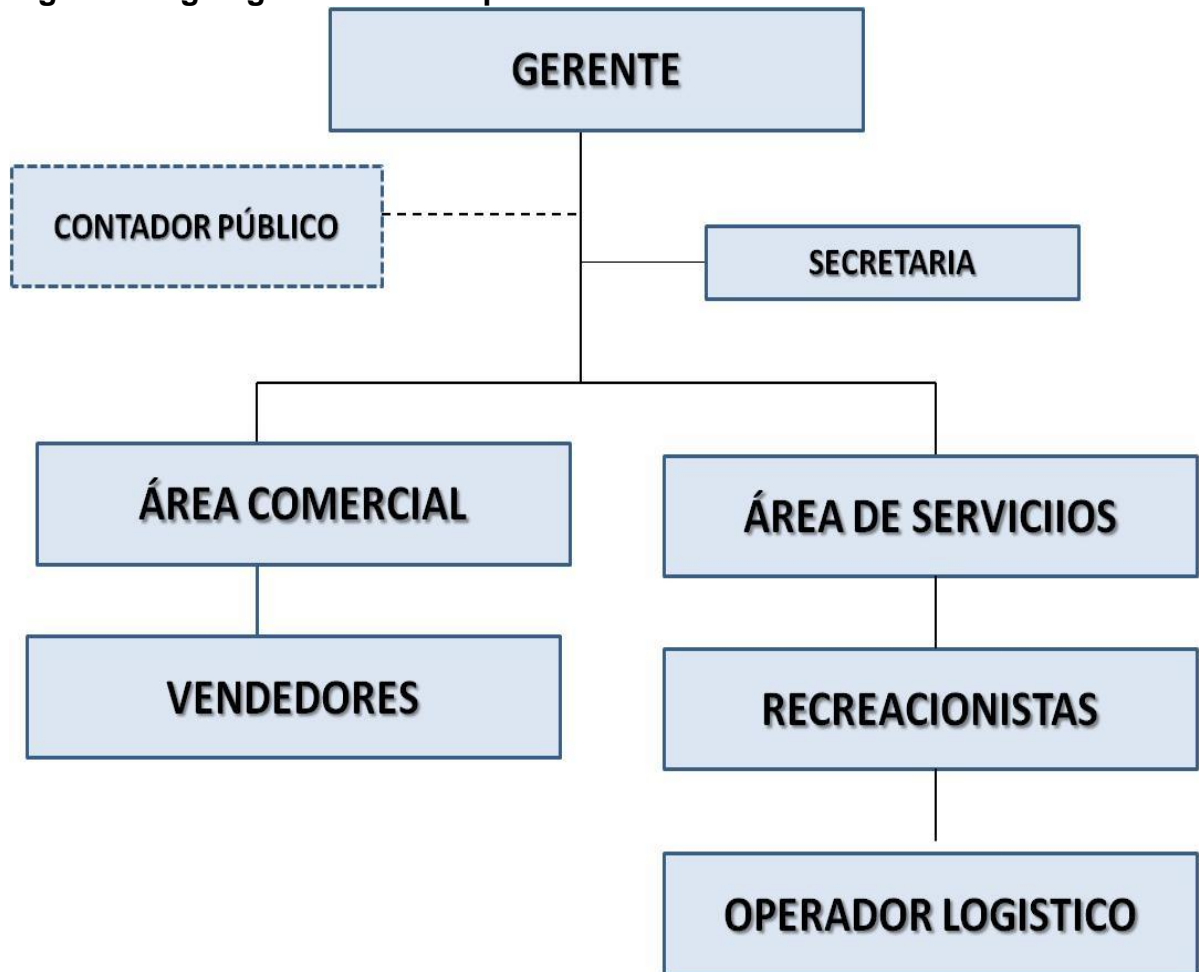 GERENTE
CONTADOR PÚBLICO
SECRETARIA
ÁREA COMERCIAL
ÁREA DE SERVICIIOS
VENDEDORES
RECREACIONISTAS
OPERADOR LOGISTICO